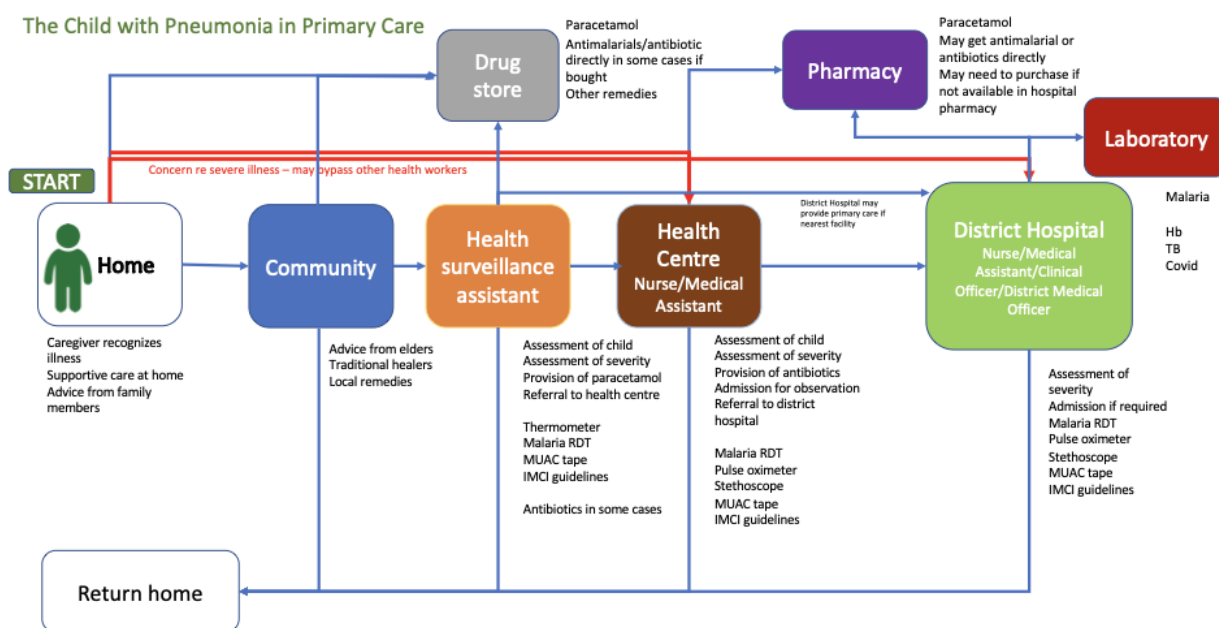 The Child with Pneumonia in Primary Care
Drug
store
Paracetamol
Antimalarials/antibiotic
directly in some cases if
bought
Other remedies
Pharmacy
Paracetamol
May get antimalarial or
antibiotics directly
May need to purchase if
not available in hospital
pharmacy
Laboratory
Malaria
Hb
TB
Covid
START
Concern re severe illness – may bypass other health workers
Home
Caregiver recognizes
illness
Supportive care at home
Advice from family
members
Community
Advice from elders
Traditional healers
Local remedies
Health
surveillance
assistant
Assessment of child
Assessment of severity
Provision of paracetamol
Referral to health centre
Thermometer
Malaria RDT
MUAC tape
IMCI guidelines
Antibiotics in some cases
Health
Centre
Nurse/Medical
Assistant
Assessment of child
Assessment of severity
Provision of antibiotics
Admission for observation
Referral to district
hospital
Malaria RDT
Pulse oximeter
Stethoscope
MUAC tape
IMCI guidelines
District Hospital may
provide primary care if
nearest facility
District Hospital
Nurse/Medical
Assistant/Clinical
Officer/District Medical
Officer
Assessment of
severity
Admission if required
Malaria RDT
Pulse oximeter
Stethoscope
MUAC tape
IMCI guidelines
Return home